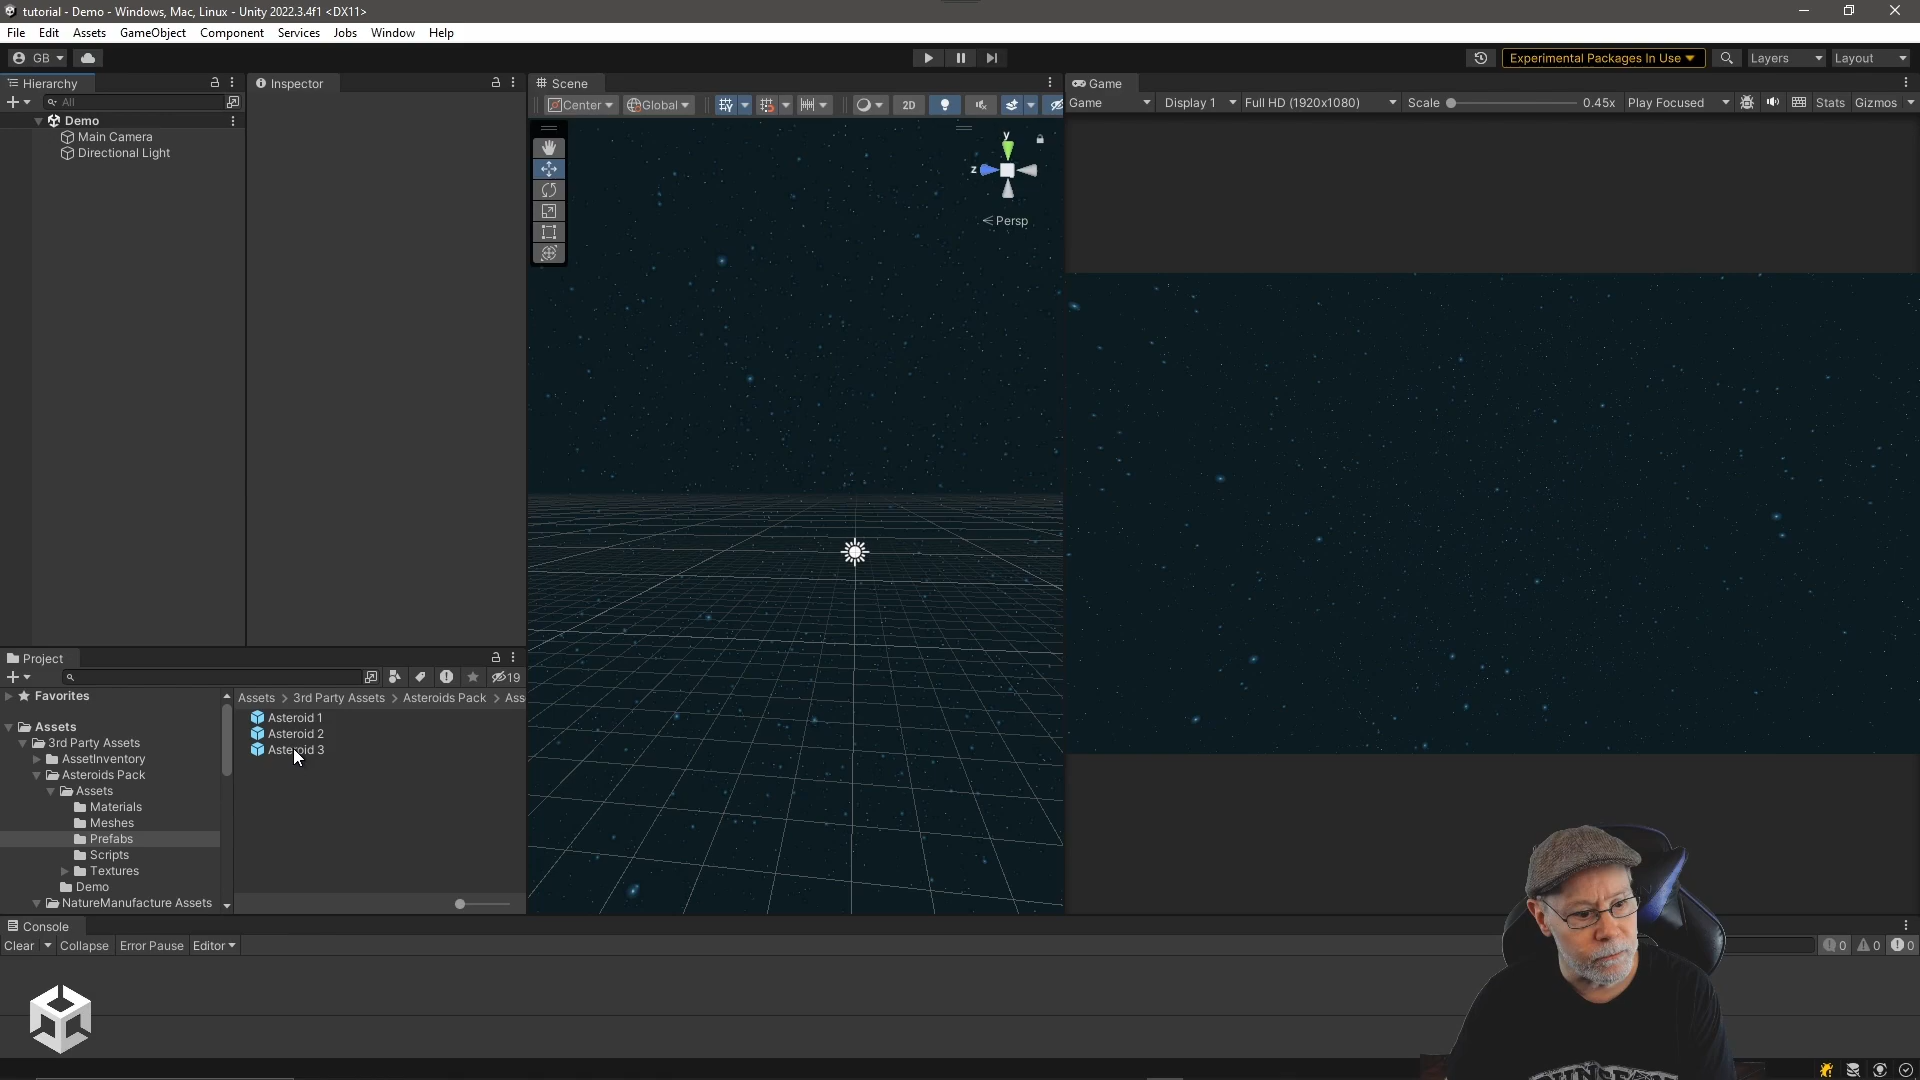 tutorial - Demo - Windows, Mac, Linux - Unity 2022.3.4f1 <DX11>
File Edit Assets GameObject Component Services Jobs Window Help
GB
Experimental Packages In Use
Layers
Layout
Hierarchy
Inspector
Scene
Game
All
Center
Global
2D
Game
Display 1
Full HD (1920x1080)
Scale
0.45x
Play Focused
Stats
Gizmos
Demo
Main Camera
Directional Light
y
z
Persp
Project
19
Favorites
Assets > 3rd Party Assets > Asteroids Pack > Ass
Asteroid 1
Asteroid 2
Asteroid 3
Assets
3rd Party Assets
AssetInventory
Asteroids Pack
Assets
Materials
Meshes
Prefabs
Scripts
Textures
Demo
NatureManufacture Assets
Console
Clear
Collapse
Error Pause
Editor
0
0
0